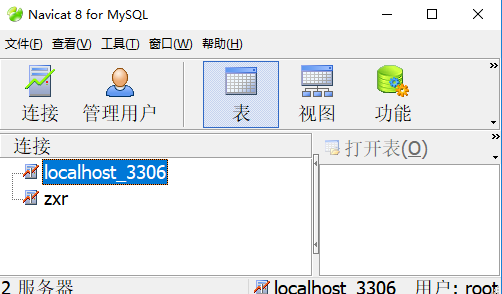 Navicat 8 for MySQL
文件(F) 查看(V) 工具(T) 窗口(W) 帮助(H)
连接 管理用户 表 视图 功能
连接 打开表(O)
localhost_3306
zxr
2 服务器 localhost_3306 用户: root